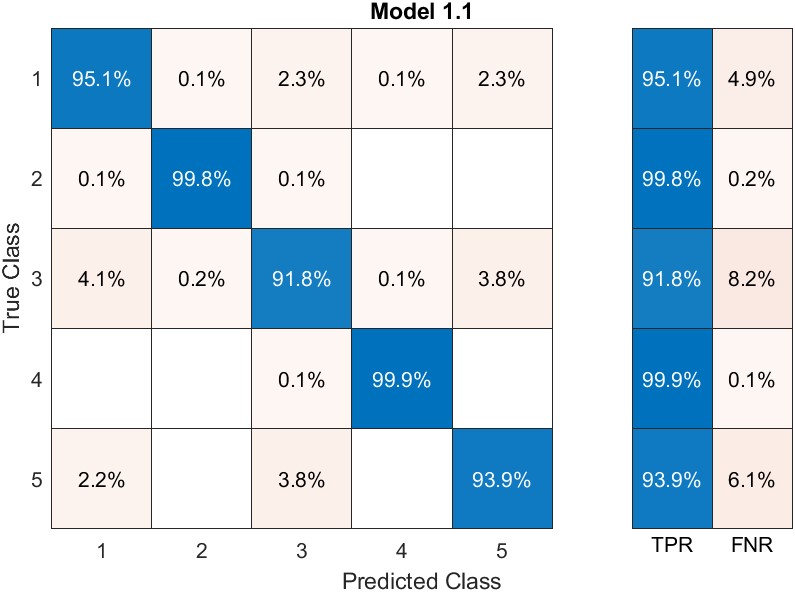 Model 1.1
1 95.1% 0.1% 2.3% 0.1% 2.3% 95.1% 4.9%
2 0.1% 99.8% 0.1% 99.8% 0.2%
3 4.1% 0.2% 91.8% 0.1% 3.8% 91.8% 8.2%
4 0.1% 99.9% 99.9% 0.1%
5 2.2% 3.8% 93.9% 93.9% 6.1%
True Class
1 2 3 4 5 TPR FNR
Predicted Class